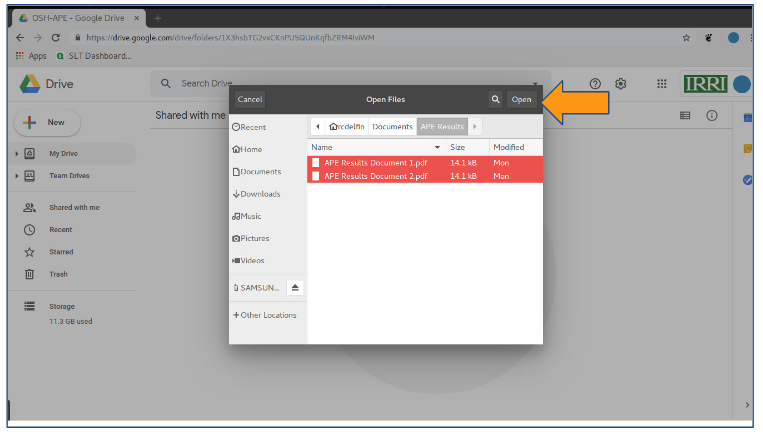 OSH-APE - Google Drive
https://drive.google.com/drive/folders/1X3hsbTG2vxCKnPU5QUnKqfbZRM4IviWM
Apps SLT Dashboard...
Drive Search Drive IRRI
Cancel Open Files Open
New Shared with me
Recent rcdelfin Documents APE Results
Home Name Size Modified
My Drive APE Results Document 1.pdf 14.1 kB Mon
Documents
Team Drives APE Results Document 2.pdf 14.1 kB Mon
Downloads
Shared with me Music
Recent Pictures
Starred Videos
Trash
SAMSUN...
Storage
Other Locations
11.3 GB used